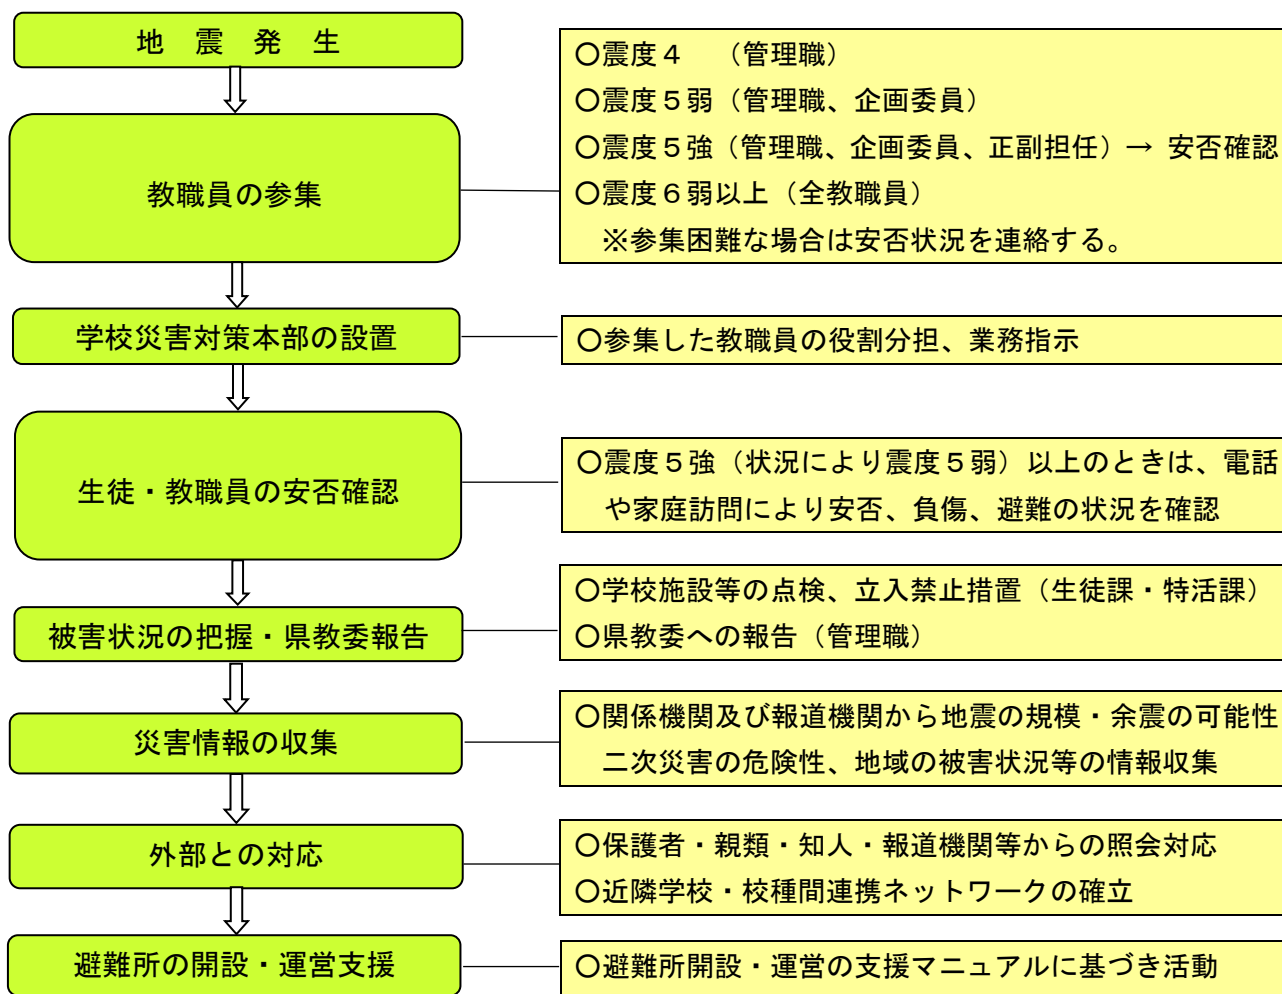 地　震　発　生
〇震度４　（管理職）
〇震度５弱（管理職、企画委員）
〇震度５強（管理職、企画委員、正副担任）→ 安否確認
〇震度６弱以上（全教職員）
※参集困難な場合は安否状況を連絡する。
教職員の参集
学校災害対策本部の設置
〇参集した教職員の役割分担、業務指示
生徒・教職員の安否確認
〇震度５強（状況により震度５弱）以上のときは、電話
や家庭訪問により安否、負傷、避難の状況を確認
被害状況の把握・県教委報告
〇学校施設等の点検、立入禁止措置（生徒課・特活課）
〇県教委への報告（管理職）
災害情報の収集
〇関係機関及び報道機関から地震の規模・余震の可能性
二次災害の危険性、地域の被害状況等の情報収集
外部との対応
〇保護者・親類・知人・報道機関等からの照会対応
〇近隣学校・校種間連携ネットワークの確立
避難所の開設・運営支援
〇避難所開設・運営の支援マニュアルに基づき活動